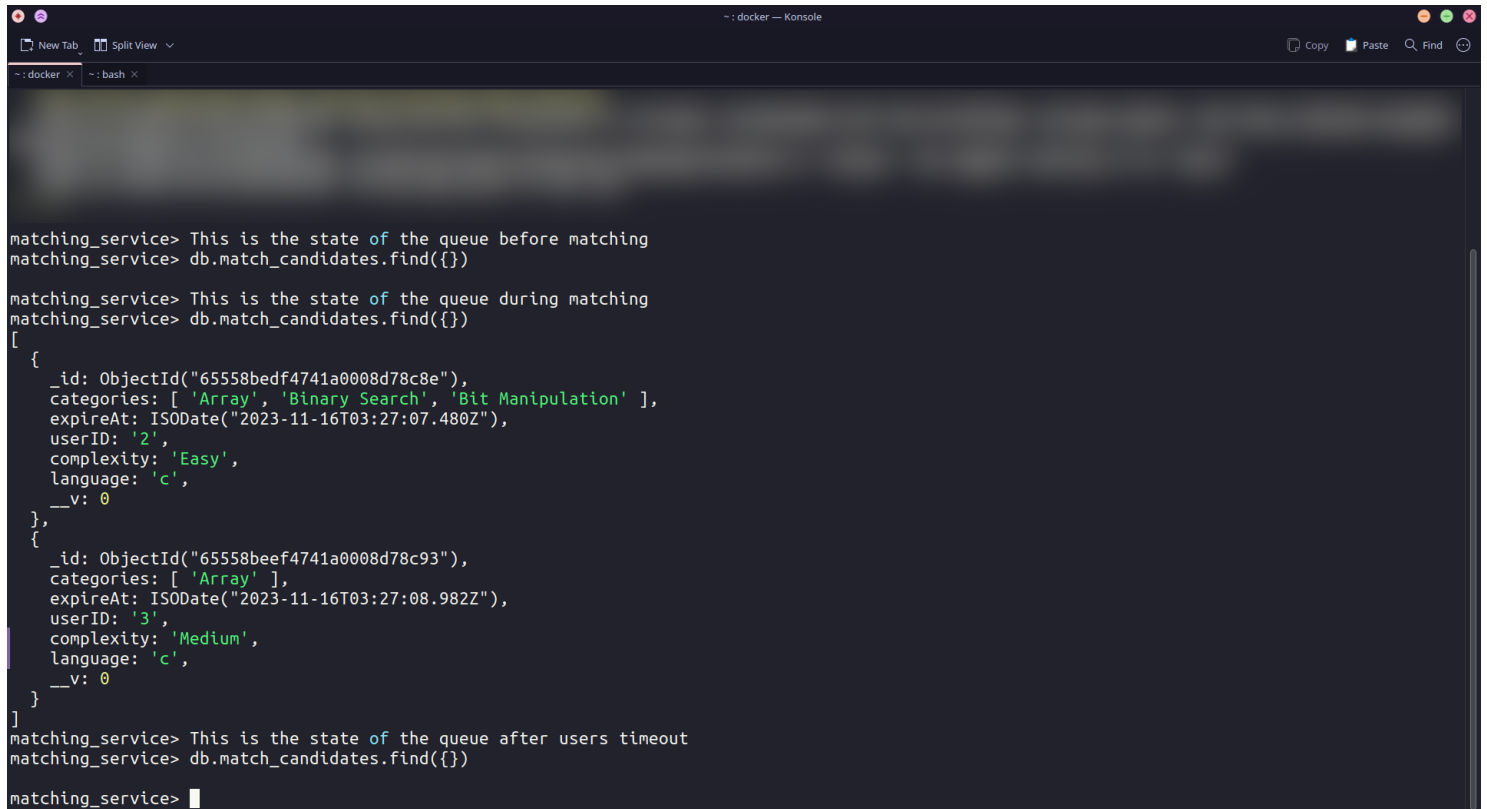 ~ : docker — Konsole
New Tab Split View Copy Paste Find
~ : docker ~ : bash
matching_service> This is the state of the queue before matching
matching_service> db.match_candidates.find({})
matching_service> This is the state of the queue during matching
matching_service> db.match_candidates.find({})
[
  {
    _id: ObjectId("65558bedf4741a0008d78c8e"),
    categories: [ 'Array', 'Binary Search', 'Bit Manipulation' ],
    expireAt: ISODate("2023-11-16T03:27:07.480Z"),
    userID: '2',
    complexity: 'Easy',
    language: 'c',
    __v: 0
  },
  {
    _id: ObjectId("65558beef4741a0008d78c93"),
    categories: [ 'Array' ],
    expireAt: ISODate("2023-11-16T03:27:08.982Z"),
    userID: '3',
    complexity: 'Medium',
    language: 'c',
    __v: 0
  }
]
matching_service> This is the state of the queue after users timeout
matching_service> db.match_candidates.find({})
matching_service>